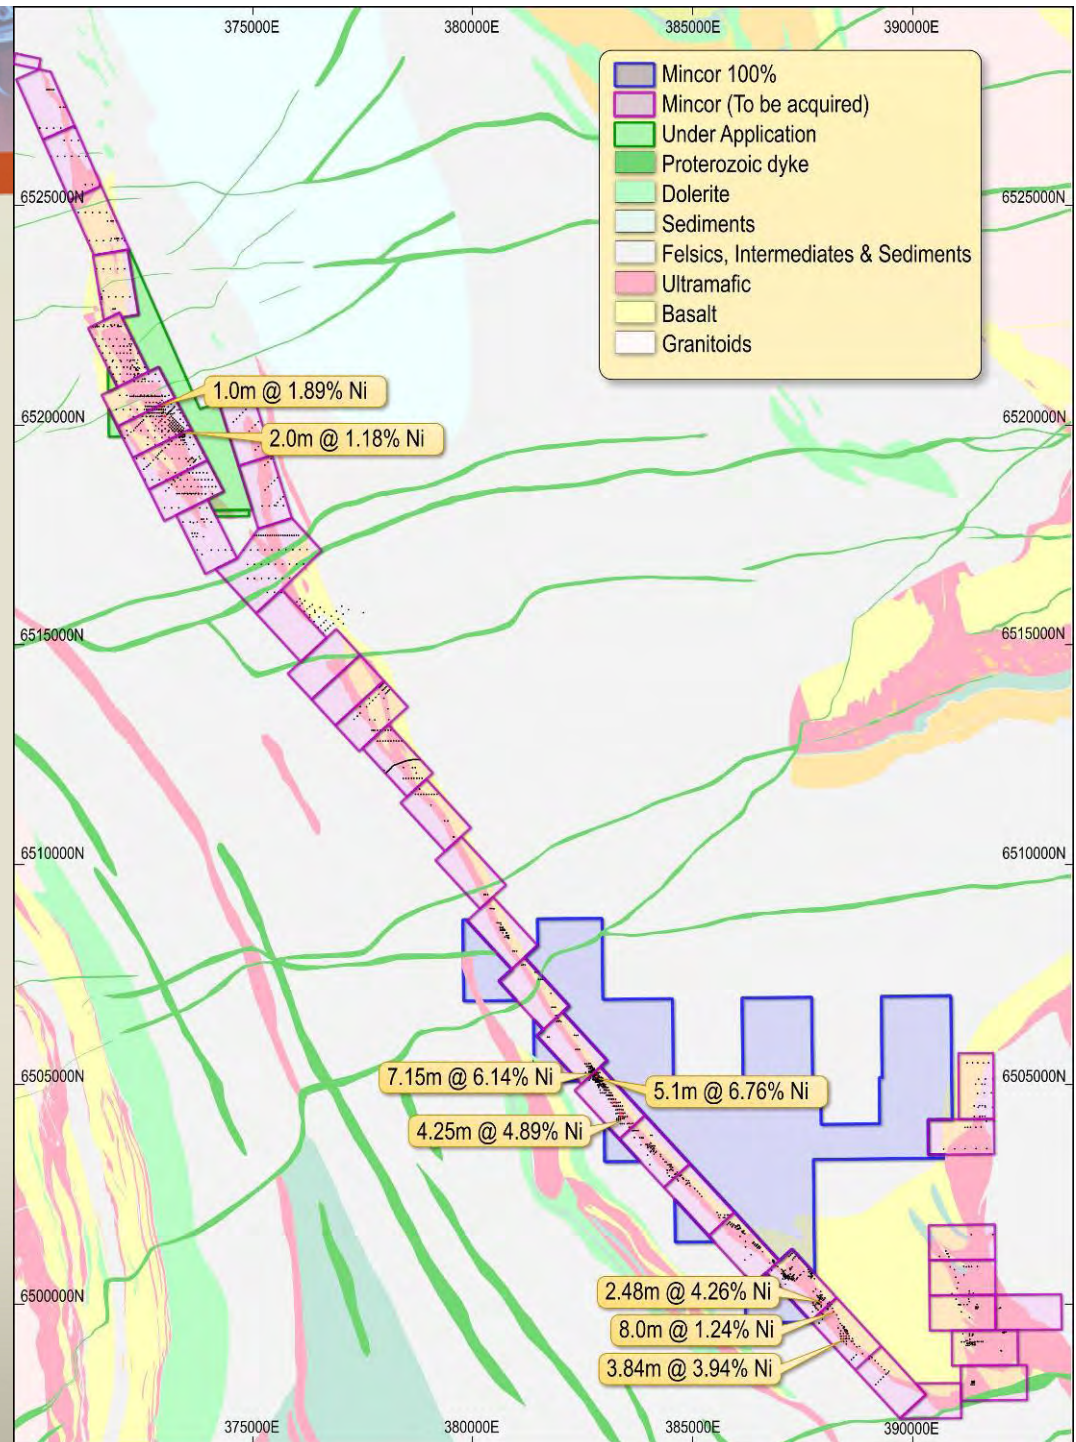 375000E 380000E 385000E 390000E
Mincor 100%
Mincor (To be acquired)
Under Application
Proterozoic dyke
Dolerite
Sediments
Felsics, Intermediates & Sediments
Ultramafic
Basalt
Granitoids
6525000N 6525000N
1.0m @ 1.89% Ni
6520000N 6520000N
2.0m @ 1.18% Ni
6515000N 6515000N
6510000N 6510000N
7.15m @ 6.14% Ni
6505000N 6505000N
5.1m @ 6.76% Ni
4.25m @ 4.89% Ni
2.48m @ 4.26% Ni
6500000N 6500000N
8.0m @ 1.24% Ni
3.84m @ 3.94% Ni
375000E 380000E 385000E 390000E